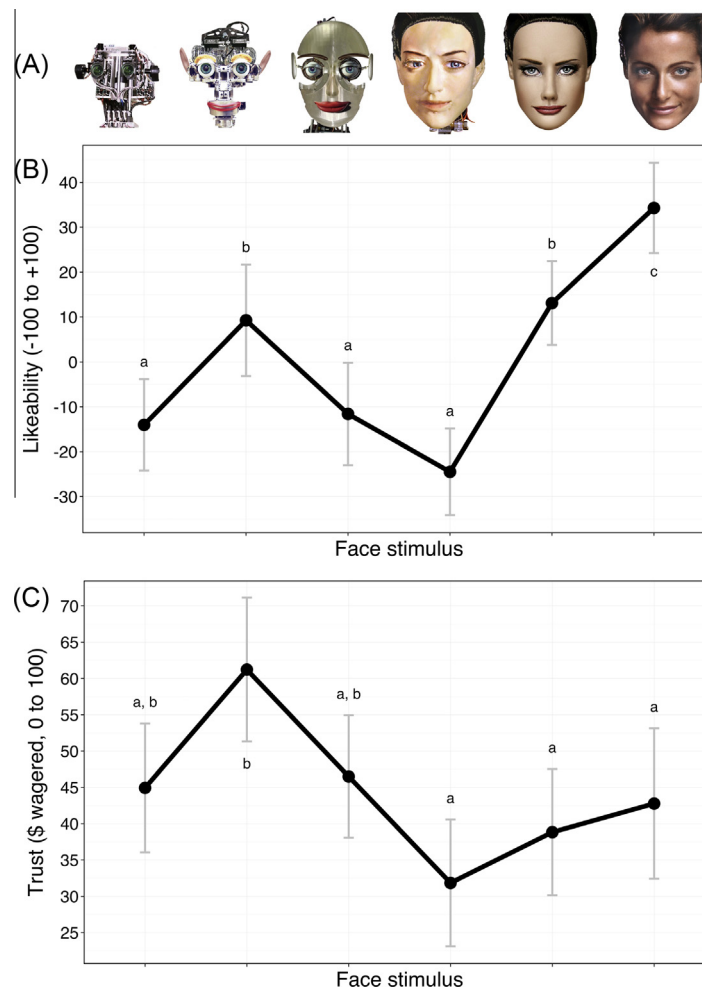 (A)
(B)
Likeability (-100 to +100)
40
30
20
10
0
-10
-20
-30
a
b
a
a
b
c
Face stimulus
(C)
Trust ($ wagered, 0 to 100)
70
65
60
55
50
45
40
35
30
25
a, b
b
a, b
a
a
a
Face stimulus